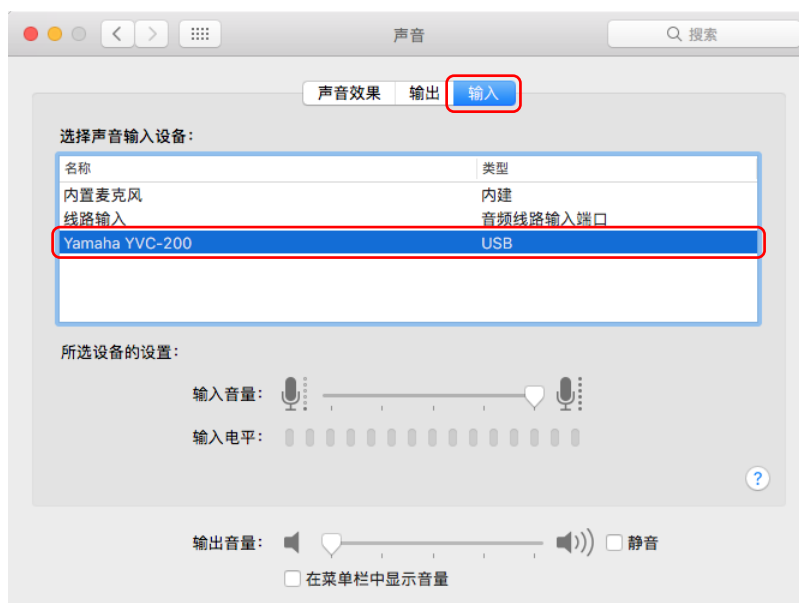 声音
搜索
声音效果 输出 输入
选择声音输入设备：
名称 类型
内置麦克风 内建
线路输入 音频线路输入端口
Yamaha YVC-200 USB
所选设备的设置：
输入音量：
输入电平：
?
输出音量： 静音
在菜单栏中显示音量